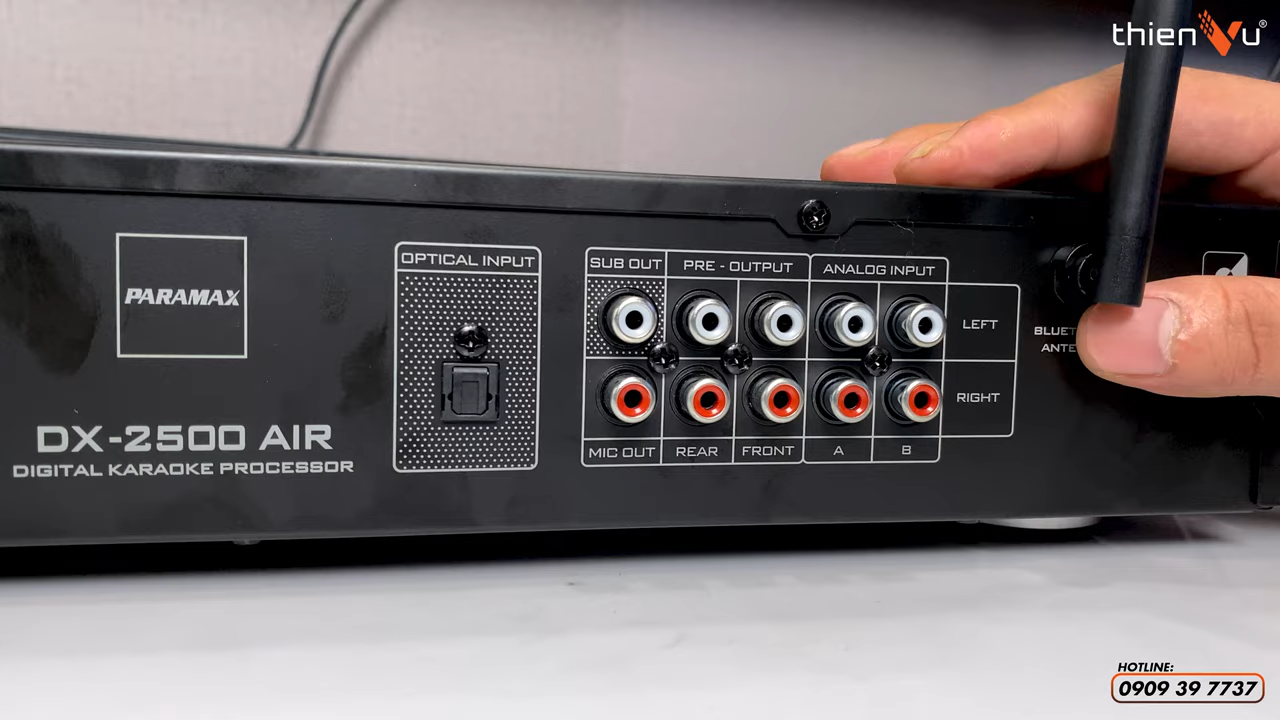 thienVu®
PARAMAX
DX-2500 AIR
DIGITAL KARAOKE PROCESSOR
OPTICAL INPUT
SUB OUT PRE - OUTPUT ANALOG INPUT
LEFT
RIGHT
MIC OUT REAR FRONT A B
HOTLINE:
0909 39 7737